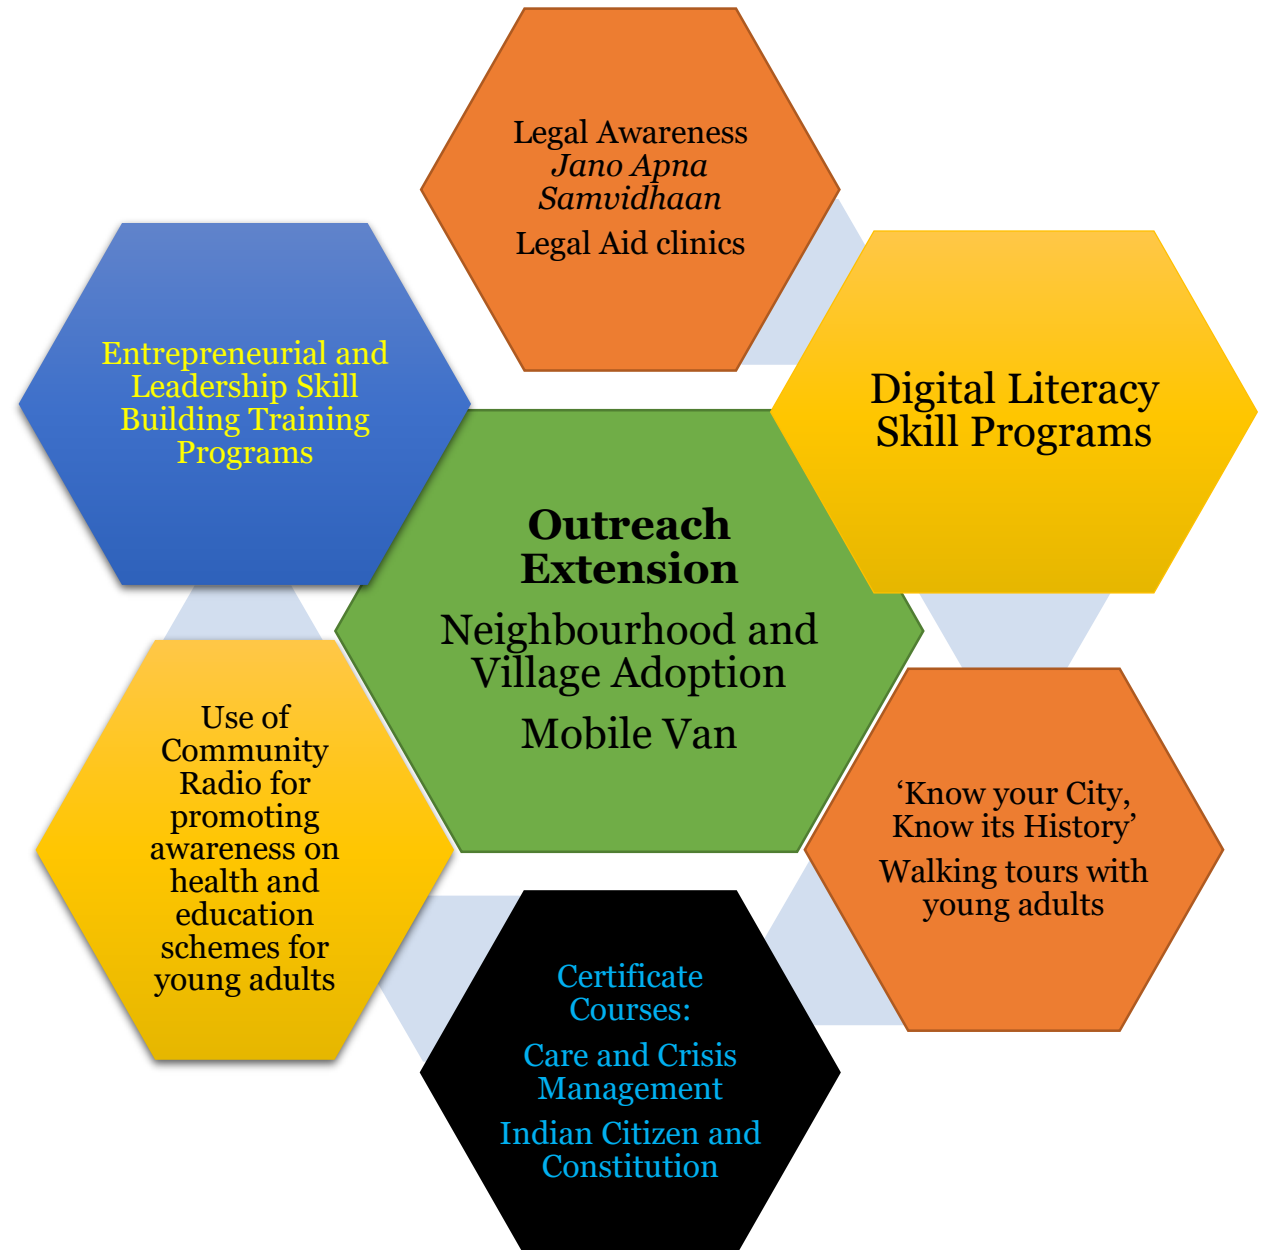 Legal Awareness
Jano Apna
Samvidhaan
Legal Aid clinics
Digital Literacy
Skill Programs
Entrepreneurial and
Leadership Skill
Building Training
Programs
Outreach
Extension
Neighbourhood and
Village Adoption
Mobile Van
‘Know your City,
Know its History’
Walking tours with
young adults
Use of
Community
Radio for
promoting
awareness on
health and
education
schemes for
young adults
Certificate
Courses:
Care and Crisis
Management
Indian Citizen and
Constitution